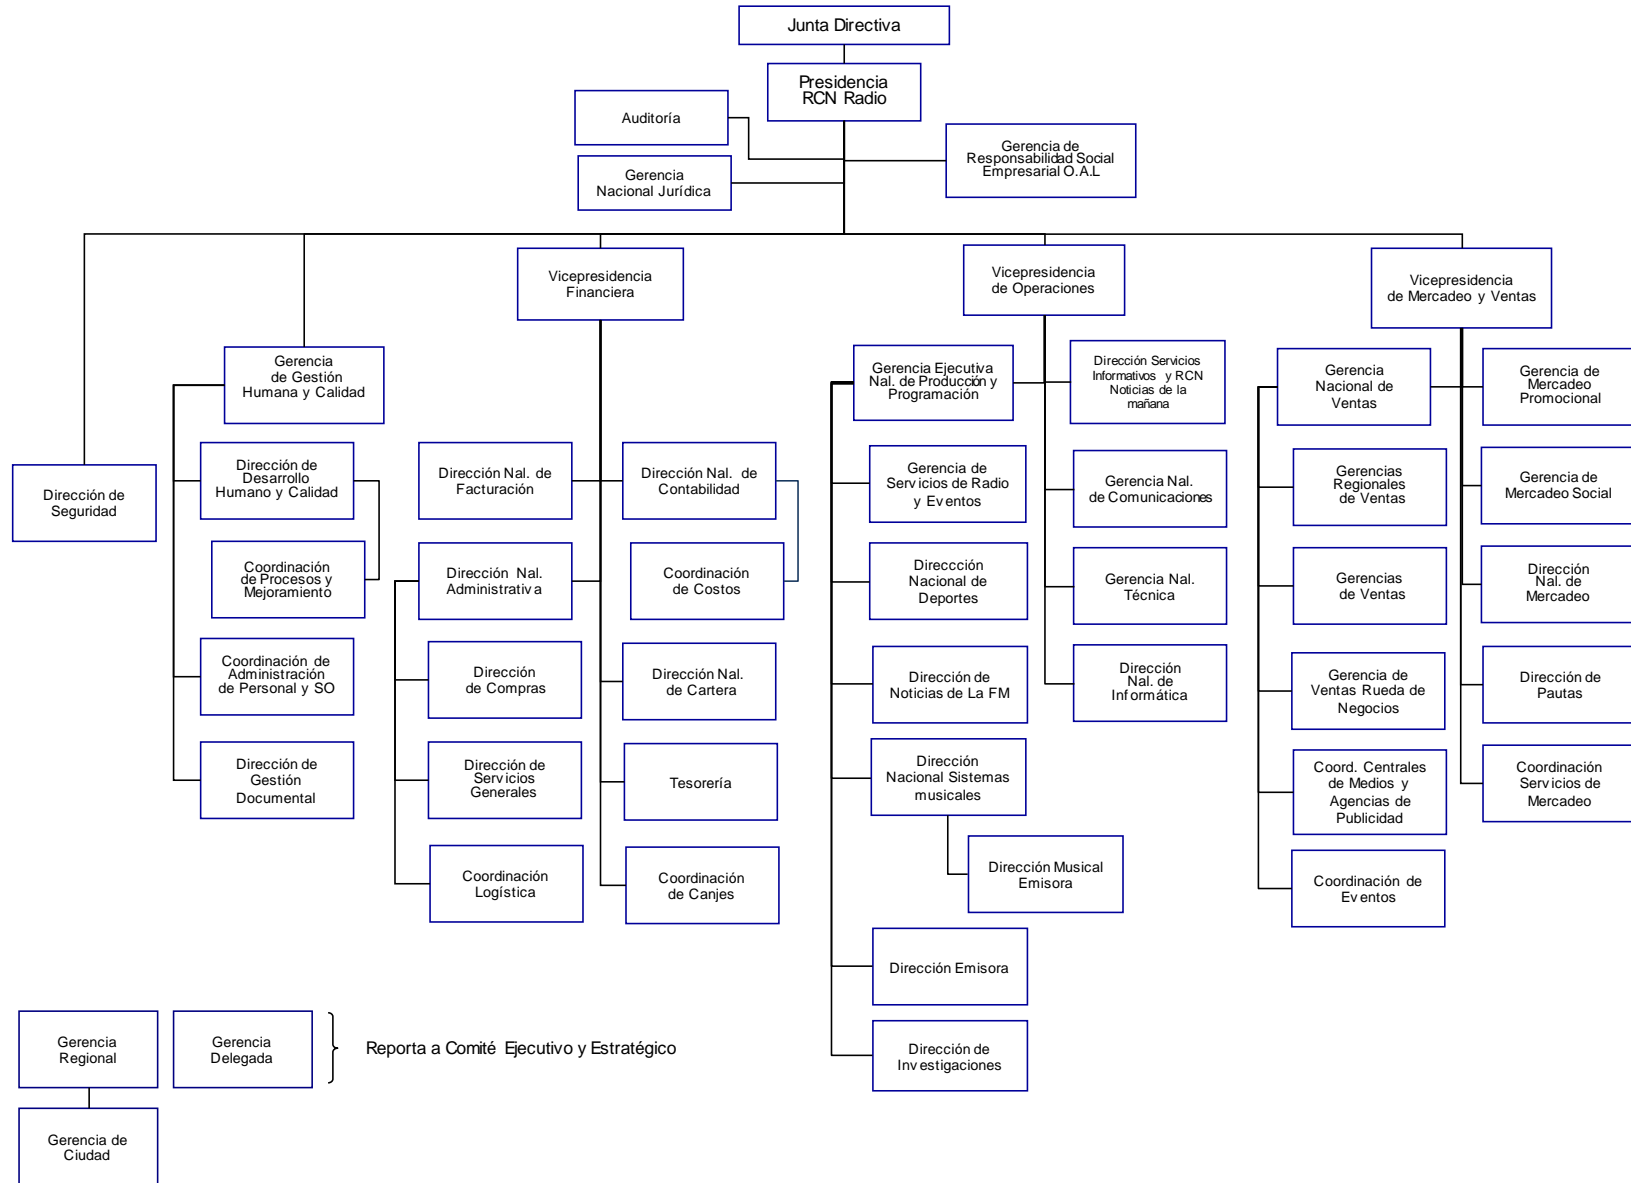 Junta Directiva
Presidencia
RCN Radio
Auditoría
Gerencia de
Responsabilidad Social
Empresarial O.A.L
Gerencia
Nacional Jurídica
Vicepresidencia
Financiera
Vicepresidencia
de Operaciones
Vicepresidencia
de Mercadeo y Ventas
Gerencia
de Gestión
Humana y Calidad
Dirección de
Seguridad
Dirección de
Desarrollo
Humano y Calidad
Coordinación
de Procesos y
Mejoramiento
Coordinación de
Administración
de Personal y SO
Dirección de
Gestión
Documental
Dirección Nal. de
Facturación
Dirección Nal. de
Contabilidad
Dirección Nal.
Administrativa
Coordinación
de Costos
Dirección
de Compras
Dirección Nal.
de Cartera
Dirección de
Servicios
Generales
Tesorería
Coordinación
Logística
Coordinación
de Canjes
Gerencia Ejecutiva
Nal. de Producción y
Programación
Dirección Servicios
Informativos y RCN
Noticias de la
mañana
Gerencia de
Servicios de Radio
y Eventos
Gerencia Nal.
de Comunicaciones
Direccción
Nacional de
Deportes
Gerencia Nal.
Técnica
Dirección de
Noticias de La FM
Dirección
Nal. de
Informática
Dirección
Nacional Sistemas
musicales
Dirección Musical
Emisora
Dirección Emisora
Dirección de
Investigaciones
Gerencia
Nacional de
Ventas
Gerencia de
Mercadeo
Promocional
Gerencias
Regionales
de Ventas
Gerencia de
Mercadeo Social
Gerencias
de Ventas
Dirección
Nal. de
Mercadeo
Gerencia de
Ventas Rueda de
Negocios
Dirección de
Pautas
Coord. Centrales
de Medios y
Agencias de
Publicidad
Coordinación
Servicios de
Mercadeo
Coordinación de
Eventos
Gerencia
Regional
Gerencia
Delegada
Reporta a Comité Ejecutivo y Estratégico
Gerencia de
Ciudad